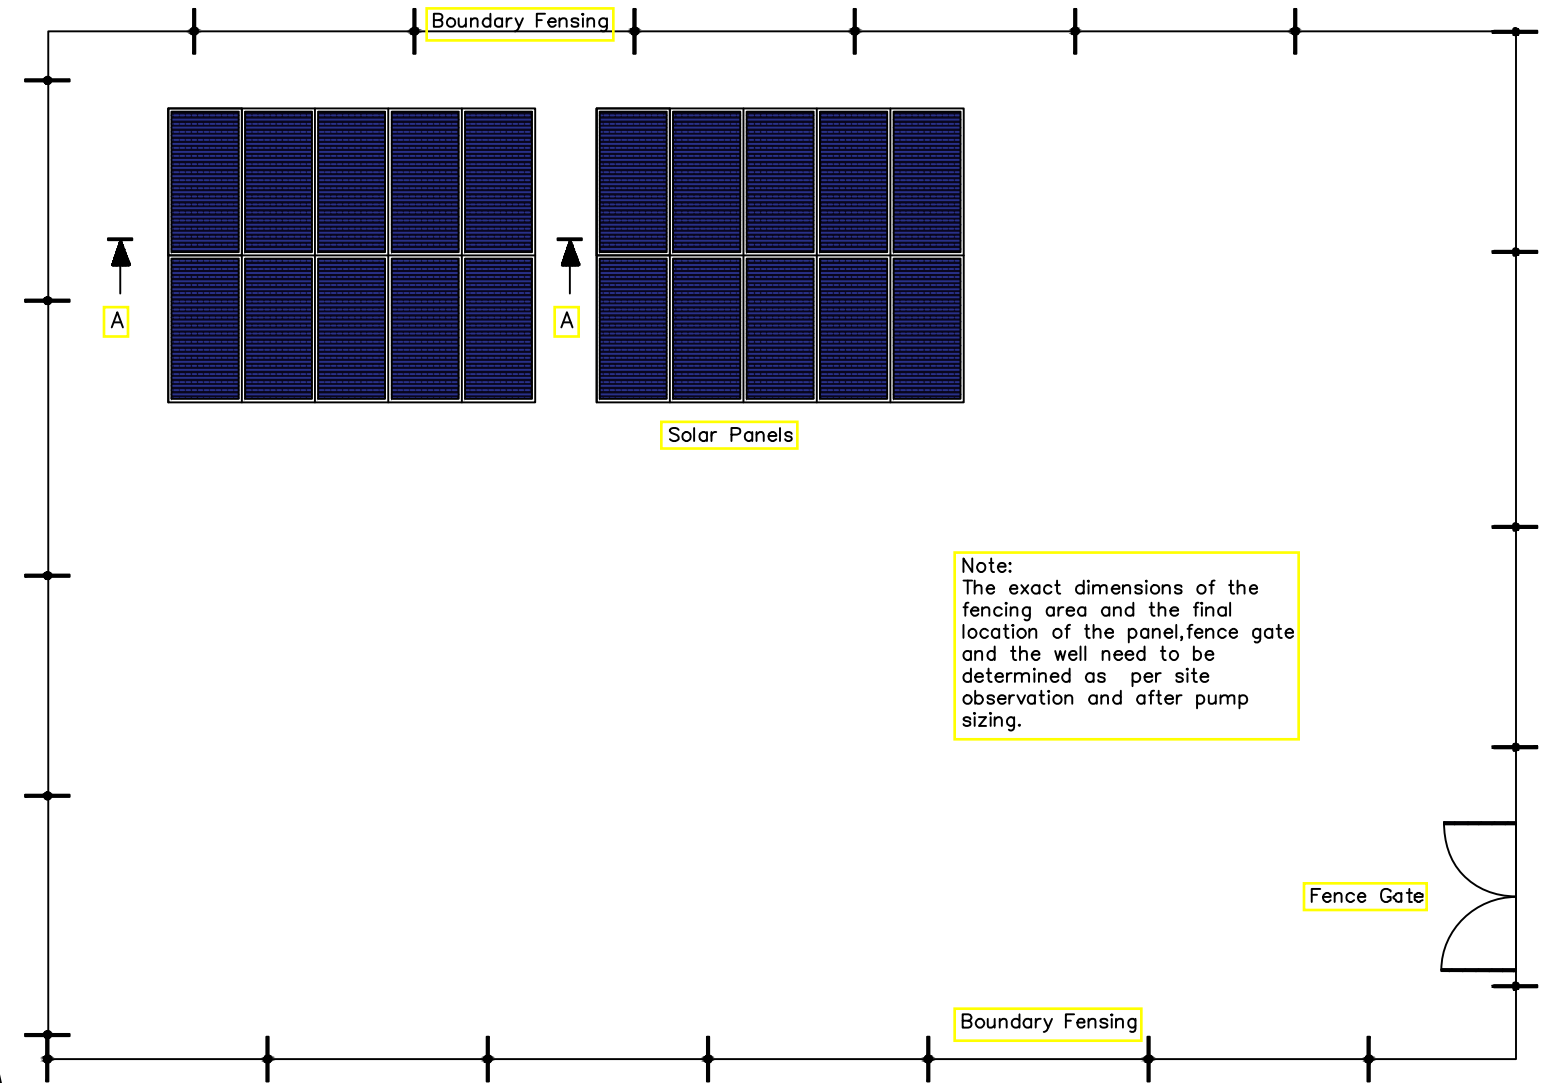 Boundary Fensing
A
A
Solar Panels
Note:
The exact dimensions of the
fencing area and the final
location of the panel,fence gate
and the well need to be
determined as per site
observation and after pump
sizing.
Fence Gate
Boundary Fensing